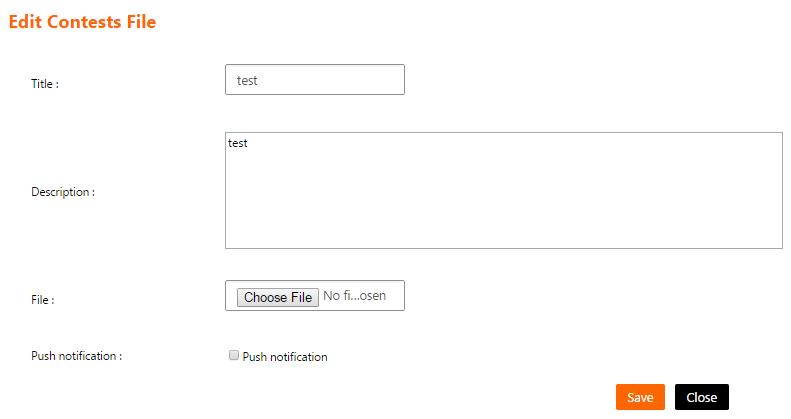 Edit Contests File
Title : test
Description : test
File : Choose File No fi...osen
Push notification : Push notification
Save Close